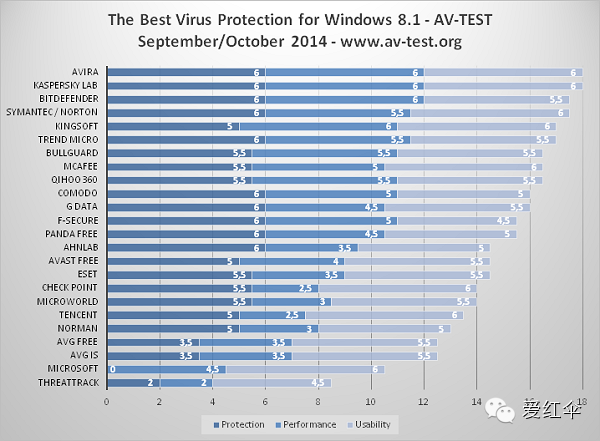 The Best Virus Protection for Windows 8.1 - AV-TEST
September/October 2014 - www.av-test.org
AVIRA 6 6 6
KASPERSKY LAB 6 6 6
BITDEFENDER 6 6 5,5
SYMANTEC / NORTON 6 5,5 6
KINGSOFT 5 6 6
TREND MICRO 6 5,5 5,5
BULLGUARD 5,5 5,5 5,5
MCAFEE 5,5 5 6
QIHOO 360 5,5 5,5 5,5
COMODO 6 5 5
G DATA 6 4,5 5,5
F-SECURE 6 5 4,5
PANDA FREE 6 4,5 5
AHNLAB 6 3,5 5
AVAST FREE 5 4 5,5
ESET 5,5 3,5 5,5
CHECK POINT 5,5 2,5 6
MICROWORLD 5,5 3 5,5
TENCENT 5 2,5 6
NORMAN 5 3 5
AVG FREE 3,5 3,5 5,5
AVG IS 3,5 3,5 5,5
MICROSOFT 0 4,5 6
THREATTRACK 2 2 4,5
0 2 4 6 8 10 12 14 16 18
Protection Performance Usability
爱红伞